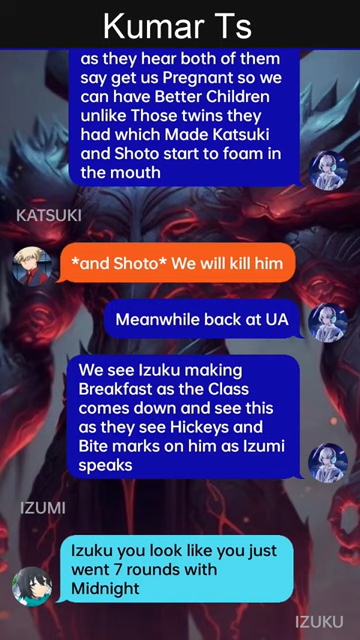 Kumar Ts
as they hear both of them
say get us Pregnant so we
can have Better Children
unlike Those twins they
had which Made Katsuki
and Shoto start to foam in
the mouth
KATSUKI
*and Shoto* We will kill him
Meanwhile back at UA
We see Izuku making
Breakfast as the Class
comes down and see this
as they see Hickeys and
Bite marks on him as Izumi
speaks
IZUMI
Izuku you look like you just
went 7 rounds with
Midnight
IZUKU